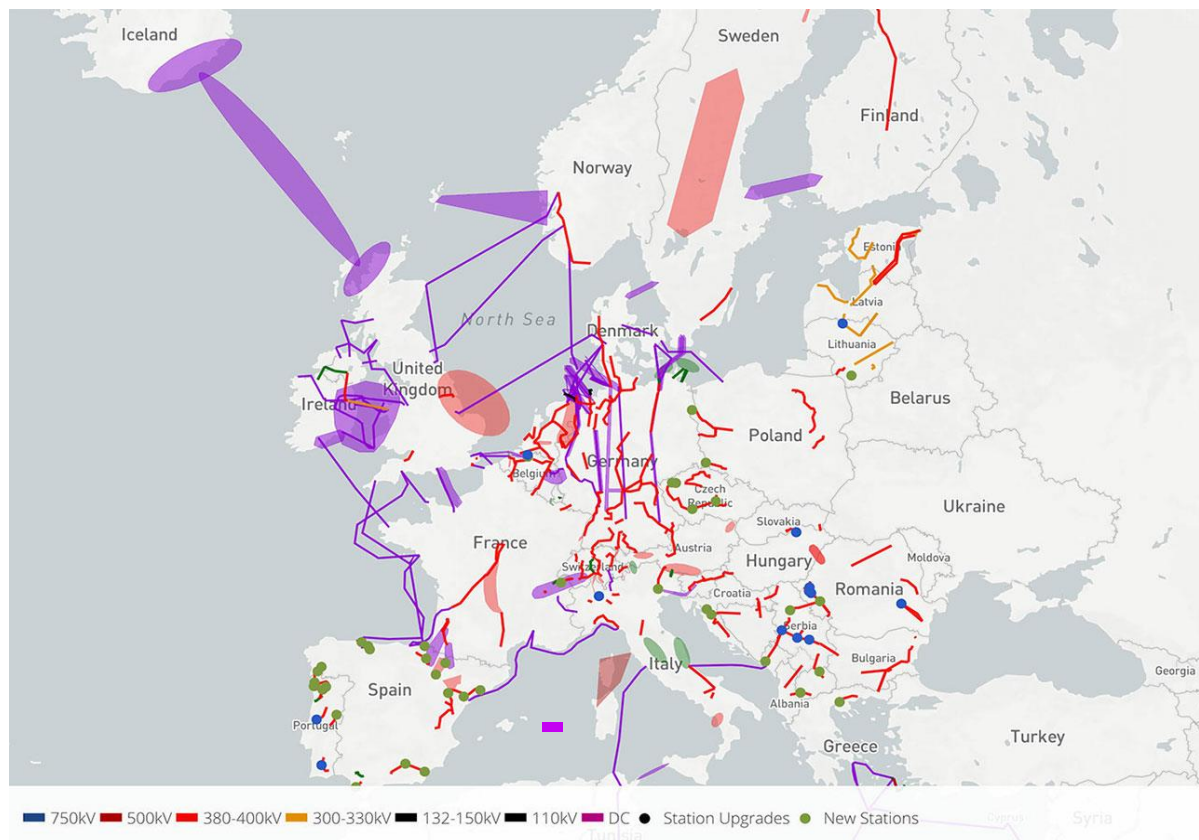 Iceland
Sweden
Finland
Norway
Estonia
North Sea
Latvia
Denmark
Lithuania
United
Kingdom
Ireland
Belarus
Poland
Germany
Belgium
Czech
Republic
Ukraine
Slovakia
France
Austria
Switzerland
Hungary
Moldova
Romania
Croatia
Serbia
Italy
Bulgaria
Georgia
Spain
Albania
Portugal
Turkey
Greece
750kV 500kV 380-400kV 300-330kV 132-150kV 110kV DC Station Upgrades New Stations
Cyprus
Syria
Tunisia